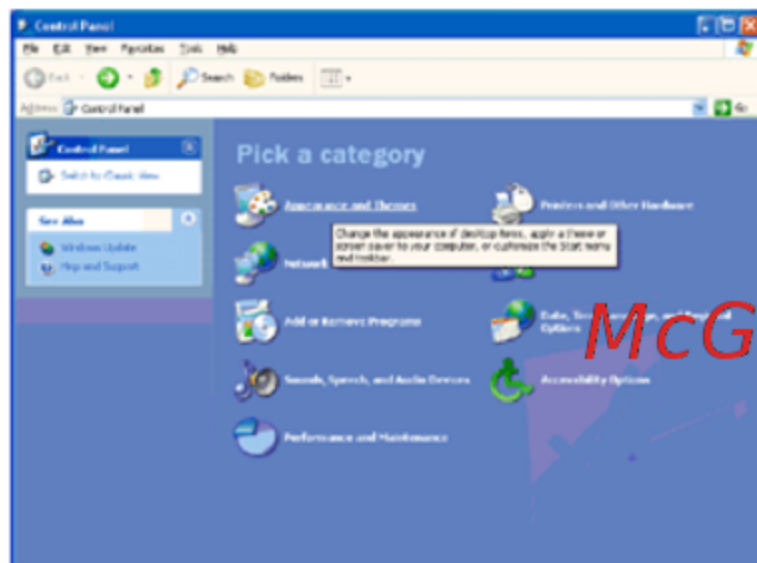 Control Panel
File Edit View Favorites Tools Help
Back Search Folders
Address Control Panel Go
Control Panel
Switch to Classic View
See Also
Windows Update
Help and Support
Pick a category
Appearance and Themes
Printers and Other Hardware
Change the appearance of desktop items, apply a theme or
screen saver to your computer, or customize the Start menu
and taskbar.
Network
Add or Remove Programs
Date, Time, and
Options
McG
Sounds, Speech, and Audio Devices
Accessibility Options
Performance and Maintenance